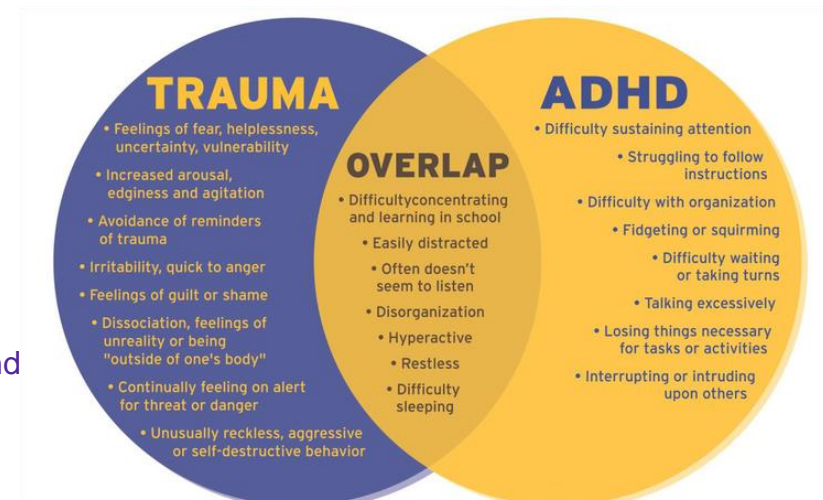 TRAUMA
• Feelings of fear, helplessness,
uncertainty, vulnerability
• Increased arousal,
edginess and agitation
• Avoidance of reminders
of trauma
• Irritability, quick to anger
• Feelings of guilt or shame
• Dissociation, feelings of
unreality or being
"outside of one's body"
• Continually feeling on alert
for threat or danger
• Unusually reckless, aggressive
or self-destructive behavior
OVERLAP
• Difficultyconcentrating
and learning in school
• Easily distracted
• Often doesn't
seem to listen
• Disorganization
• Hyperactive
• Restless
• Difficulty
sleeping
ADHD
• Difficulty sustaining attention
• Struggling to follow
instructions
• Difficulty with organization
• Fidgeting or squirming
• Difficulty waiting
or taking turns
• Talking excessively
• Losing things necessary
for tasks or activities
• Interrupting or intruding
upon others